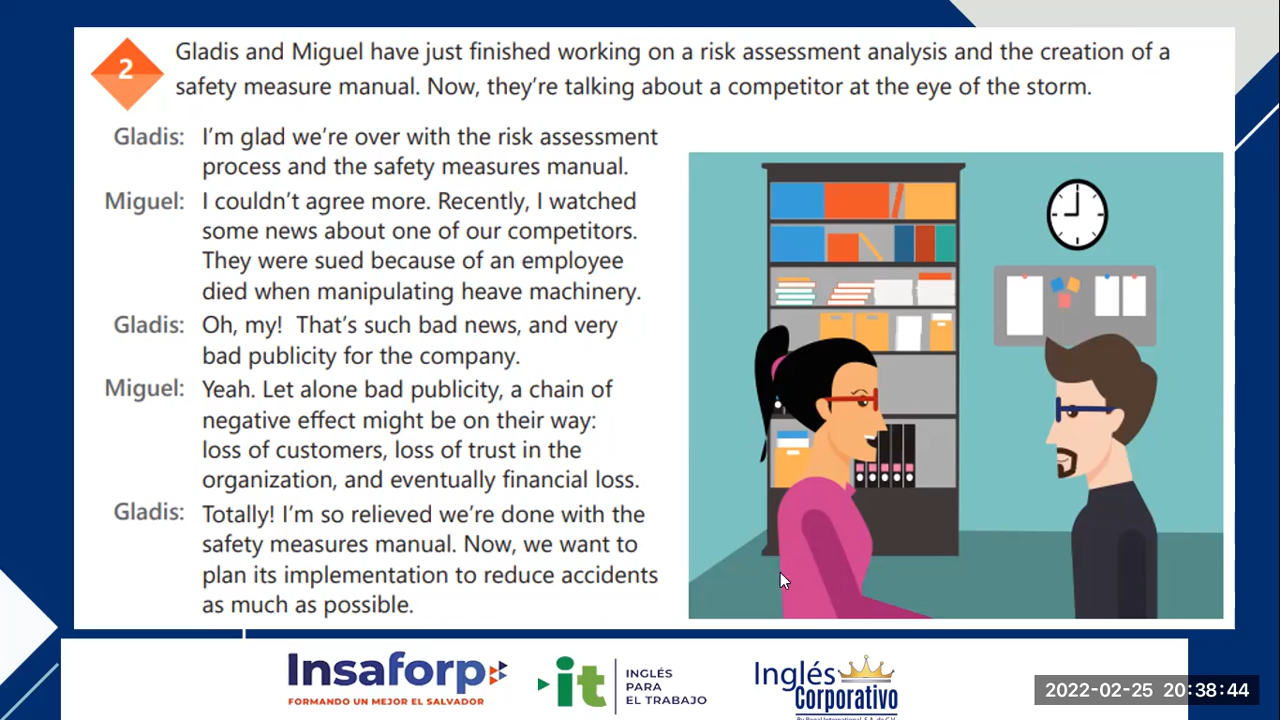 2
Gladis and Miguel have just finished working on a risk assessment analysis and the creation of a
safety measure manual. Now, they’re talking about a competitor at the eye of the storm.
Gladis: I’m glad we’re over with the risk assessment
process and the safety measures manual.
Miguel: I couldn’t agree more. Recently, I watched
some news about one of our competitors.
They were sued because of an employee
died when manipulating heave machinery.
Gladis: Oh, my! That’s such bad news, and very
bad publicity for the company.
Miguel: Yeah. Let alone bad publicity, a chain of
negative effect might be on their way:
loss of customers, loss of trust in the
organization, and eventually financial loss.
Gladis: Totally! I’m so relieved we’re done with the
safety measures manual. Now, we want to
plan its implementation to reduce accidents
as much as possible.
Insaforp
FORMANDO UN MEJOR EL SALVADOR
it
INGLÉS
PARA
EL TRABAJO
Inglés
Corporativo
2022-02-25 20:38:44